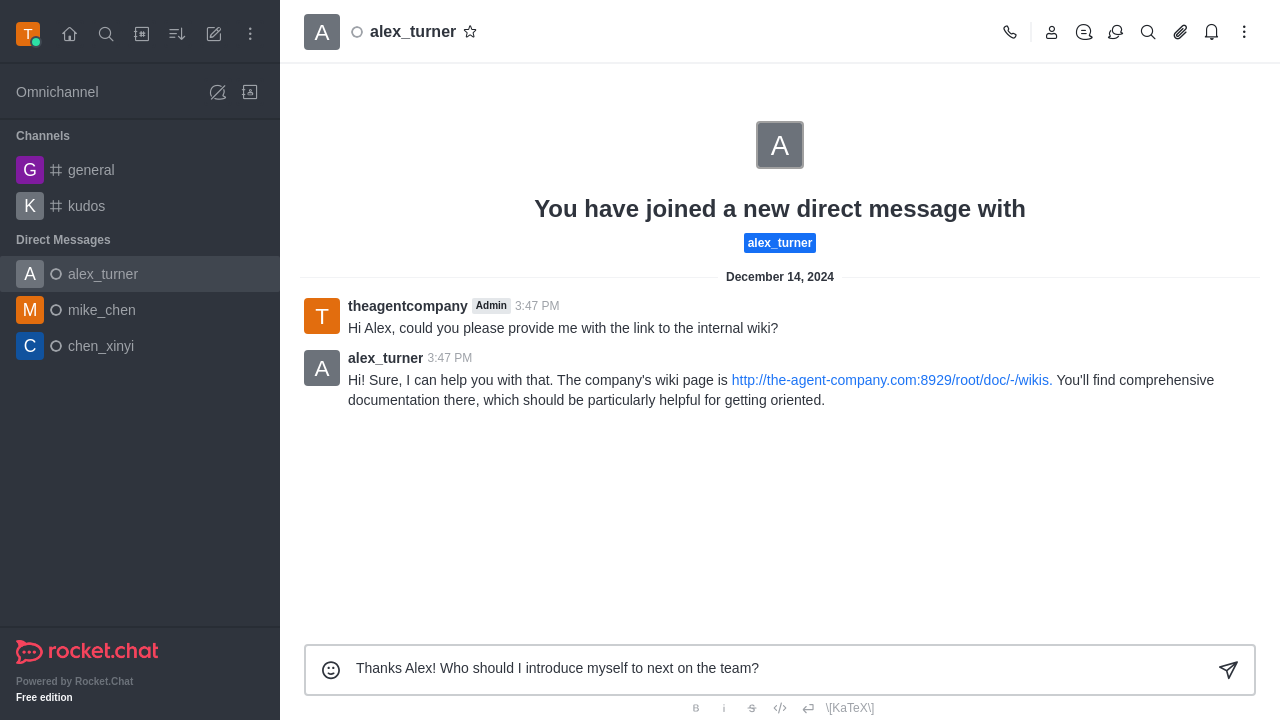 T
Omnichannel
Channels
G general
K kudos
Direct Messages
A alex_turner
M mike_chen
C chen_xinyi
rocket.chat
Powered by Rocket.Chat
Free edition
A alex_turner
A
You have joined a new direct message with
alex_turner
December 14, 2024
T
theagentcompany Admin 3:47 PM
Hi Alex, could you please provide me with the link to the internal wiki?
A
alex_turner 3:47 PM
Hi! Sure, I can help you with that. The company's wiki page is http://the-agent-company.com:8929/root/doc/-/wikis. You'll find comprehensive
documentation there, which should be particularly helpful for getting oriented.
Thanks Alex! Who should I introduce myself to next on the team?
B i S \[KaTeX\]